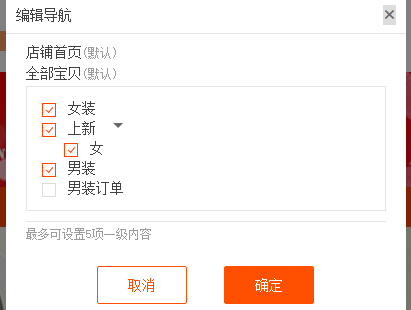 编辑导航
店铺首页(默认)
全部宝贝(默认)
女装
上新
女
男装
男装订单
最多可设置5项一级内容
取消 确定